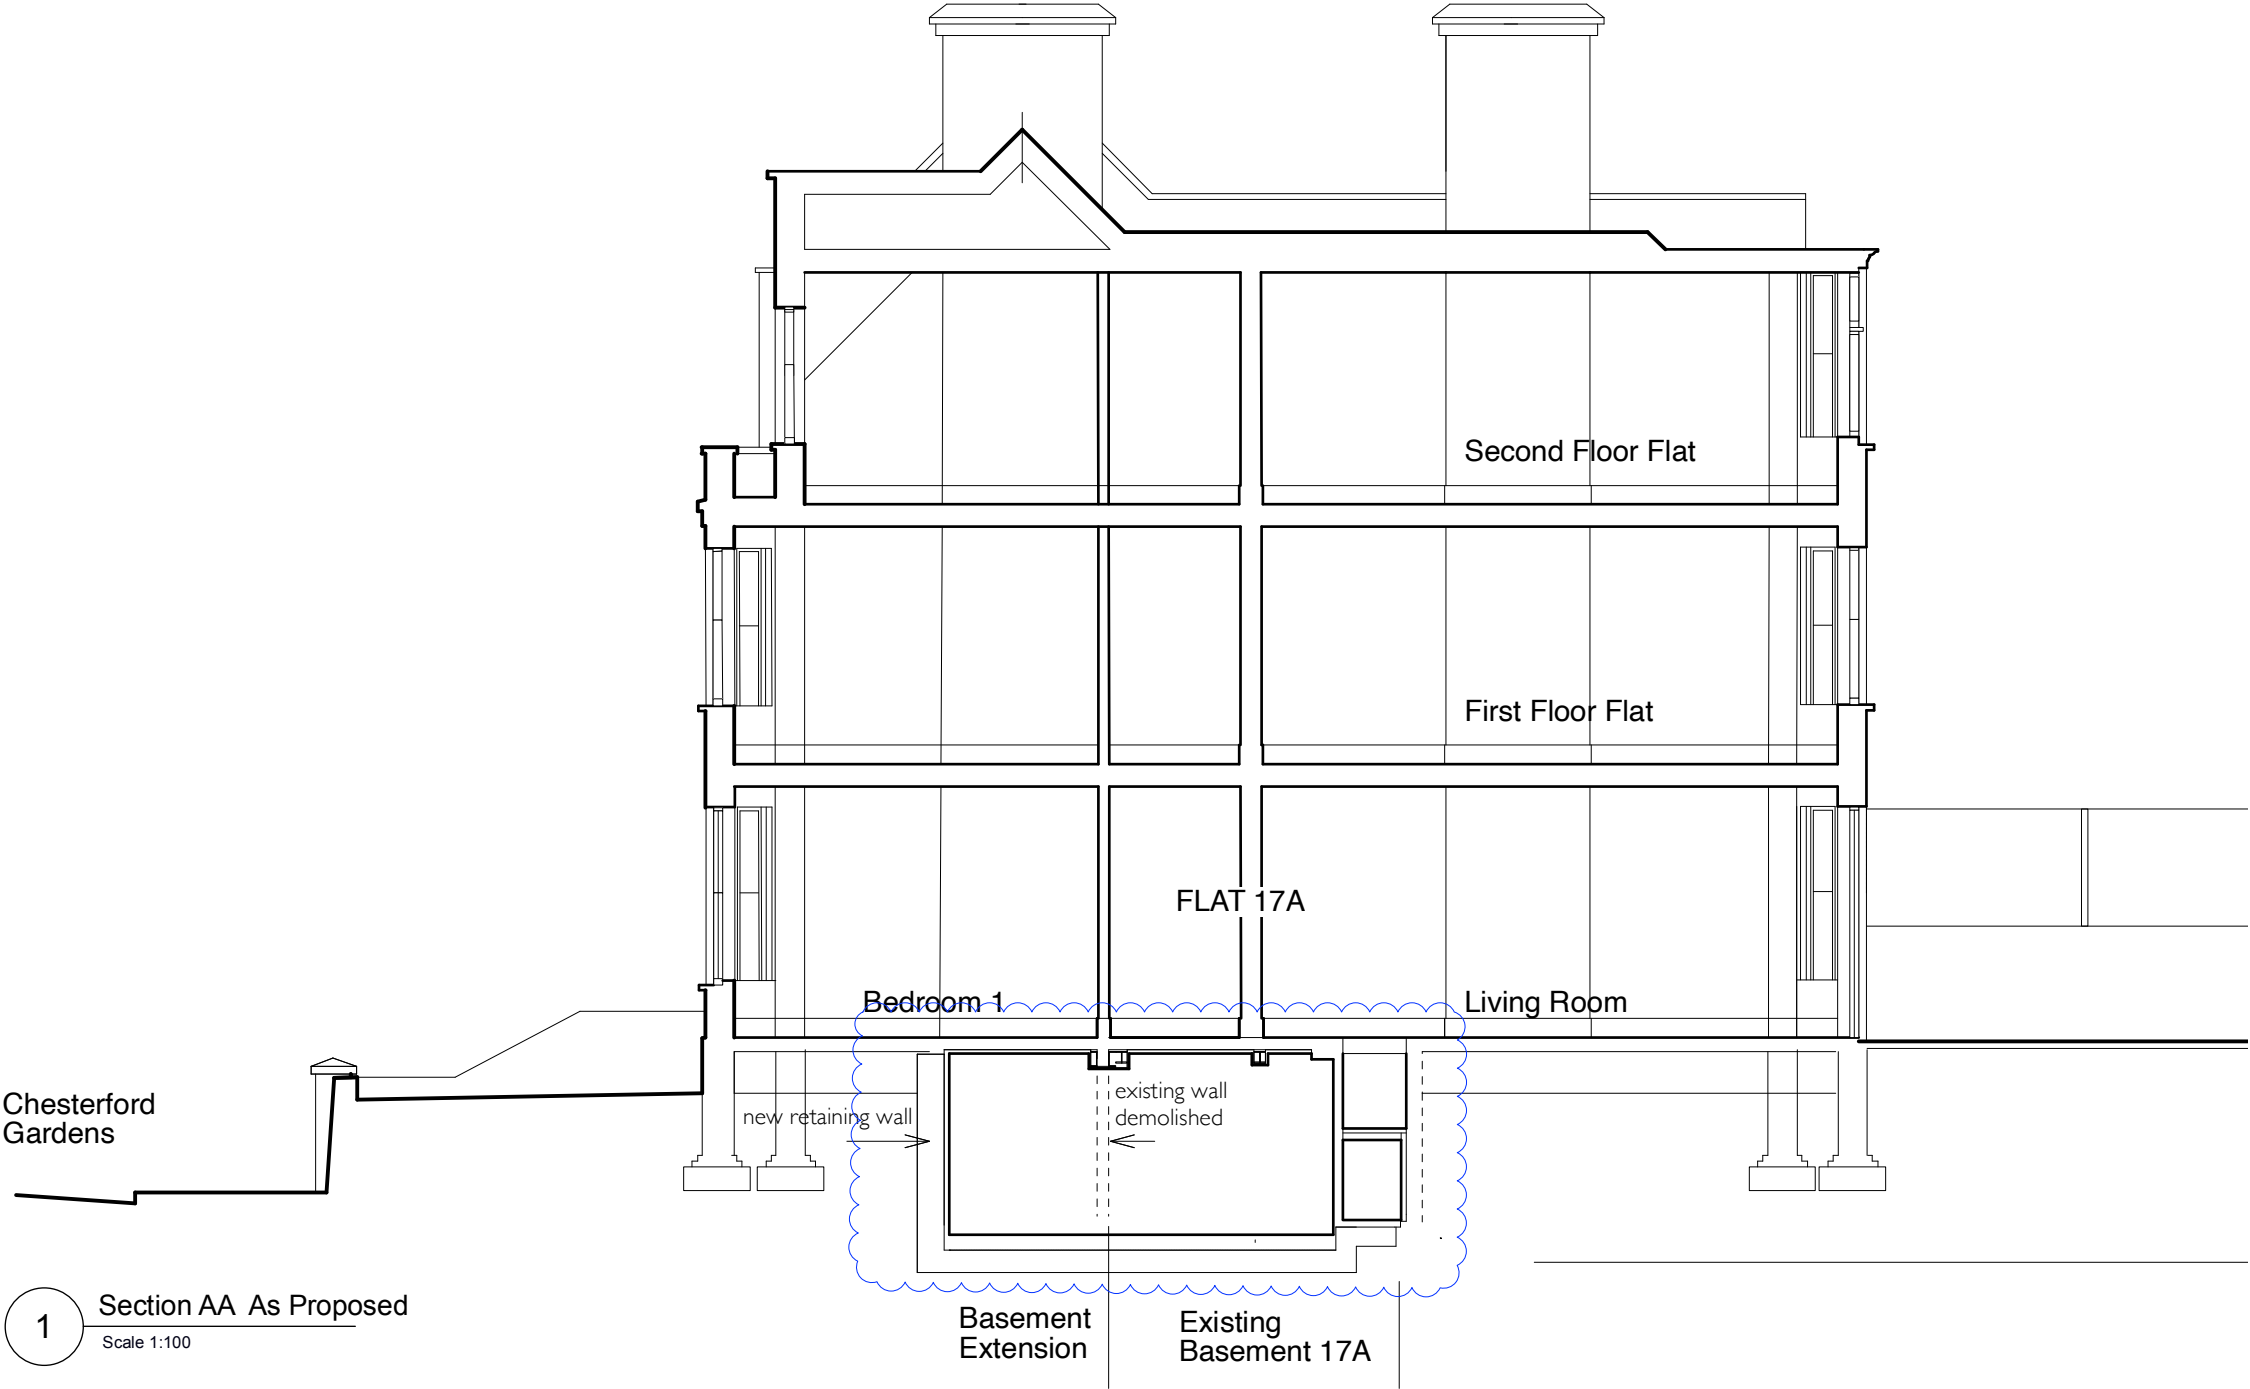 Second Floor Flat
First Floor Flat
FLAT 17A
Bedroom 1
Living Room
Chesterford
Gardens
new retaining wall
existing wall
demolished
1
Section AA As Proposed
Scale 1:100
Basement
Extension
Existing
Basement 17A